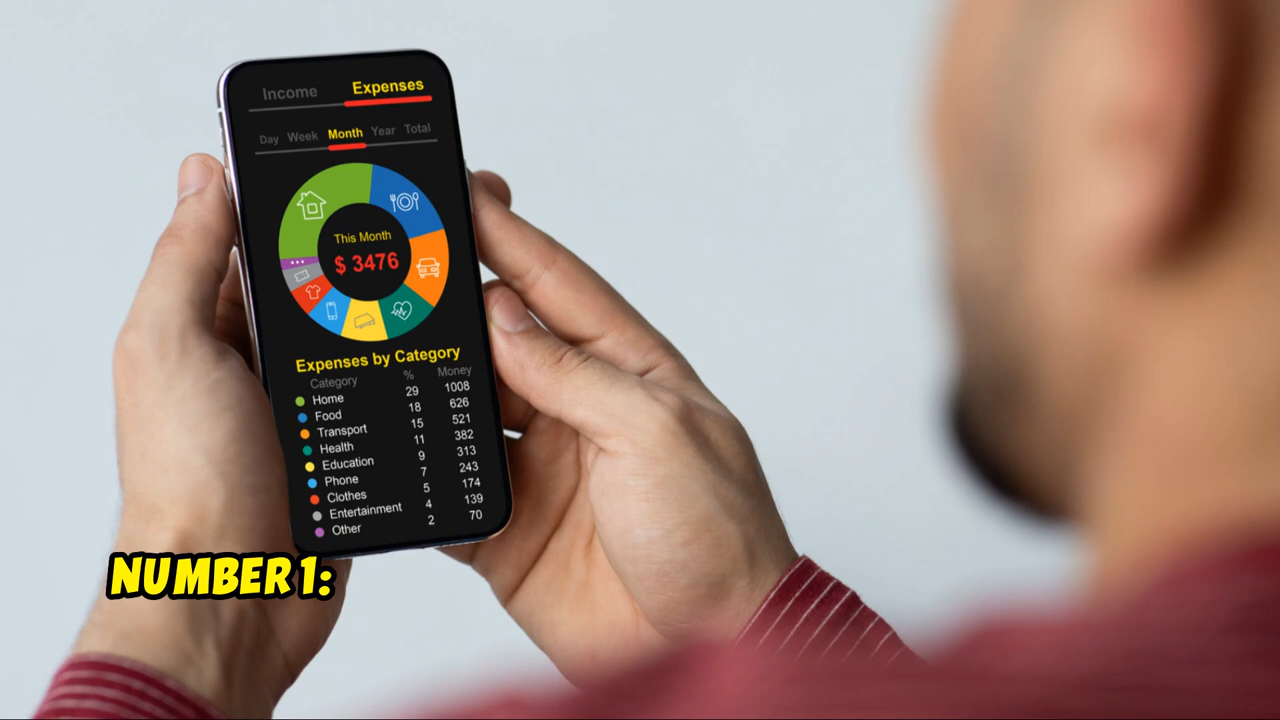 Income Expenses
Day Week Month Year Total
This Month
$ 3476
Expenses by Category
Category % Money
Home 29 1008
Food 18 626
Transport 15 521
Health 11 382
Education 9 313
Phone 7 243
Clothes 5 174
Entertainment 4 139
Other 2 70
NUMBER 1: